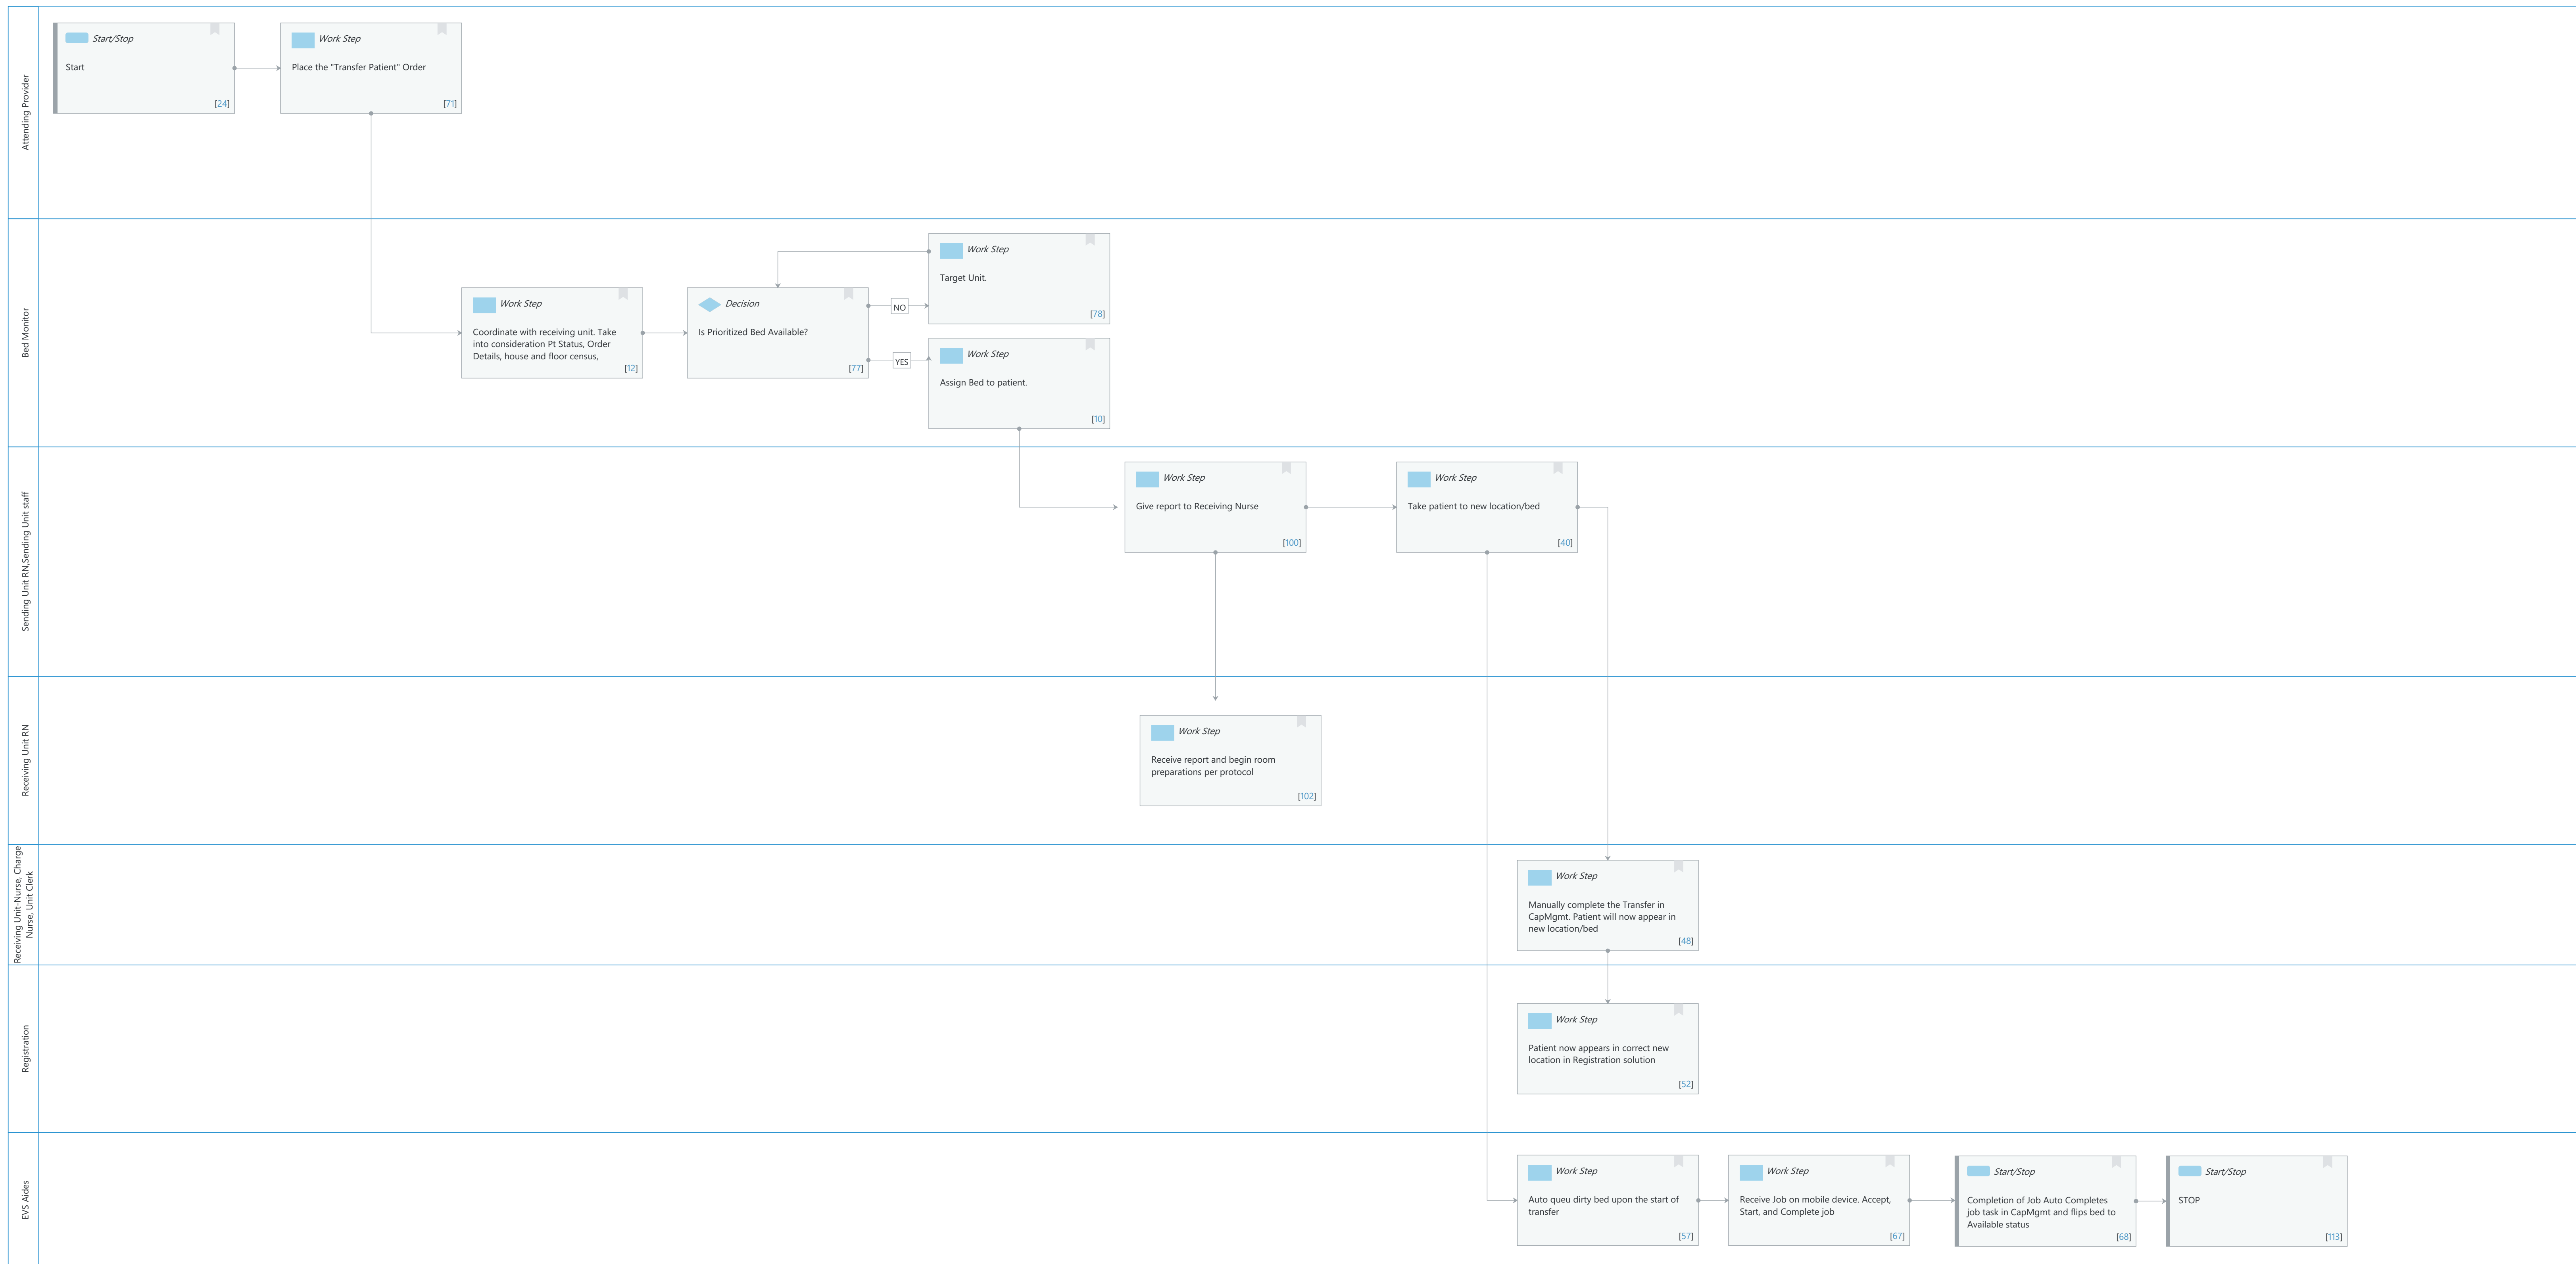 Attending Provider
Start/Stop
Start
[24]
Work Step
Place the "Transfer Patient" Order
[71]
Bed Monitor
Work Step
Coordinate with receiving unit. Take
into consideration Pt Status, Order
Details, house and floor census,
[12]
Decision
Is Prioritized Bed Available?
[77]
NO
YES
Work Step
Target Unit.
[78]
Work Step
Assign Bed to patient.
[10]
Sending Unit RN,Sending Unit staff
Work Step
Give report to Receiving Nurse
[100]
Work Step
Take patient to new location/bed
[40]
Receiving Unit RN
Work Step
Receive report and begin room
preparations per protocol
[102]
Receiving Unit-Nurse, Charge
Nurse, Unit Clerk
Work Step
Manually complete the Transfer in
CapMgmt. Patient will now appear in
new location/bed
[48]
Registration
Work Step
Patient now appears in correct new
location in Registration solution
[52]
EVS Aides
Work Step
Auto queu dirty bed upon the start of
transfer
[57]
Work Step
Receive Job on mobile device. Accept,
Start, and Complete job
[67]
Start/Stop
Completion of Job Auto Completes
job task in CapMgmt and flips bed to
Available status
[68]
Start/Stop
STOP
[113]